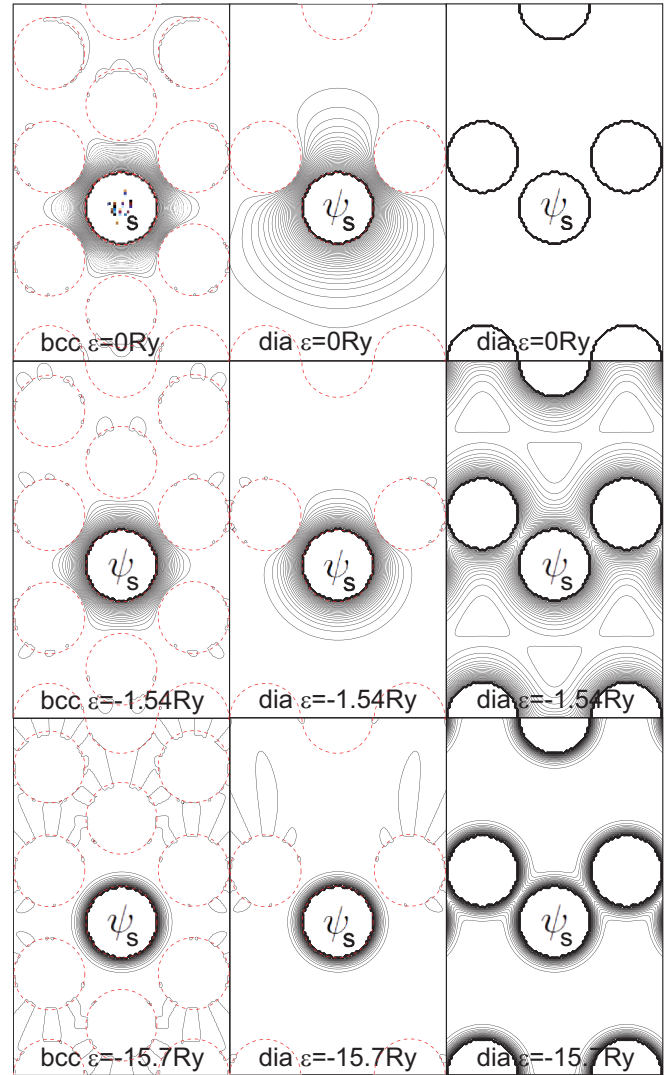 ψs ψs
bcc ε=0Ry dia ε=0Ry dia ε=0Ry
ψs ψs ψs
bcc ε=-1.54Ry dia ε=-1.54Ry dia ε=-1.54Ry
ψs ψs ψs
bcc ε=-15.7Ry dia ε=-15.7Ry dia ε=-15.7Ry